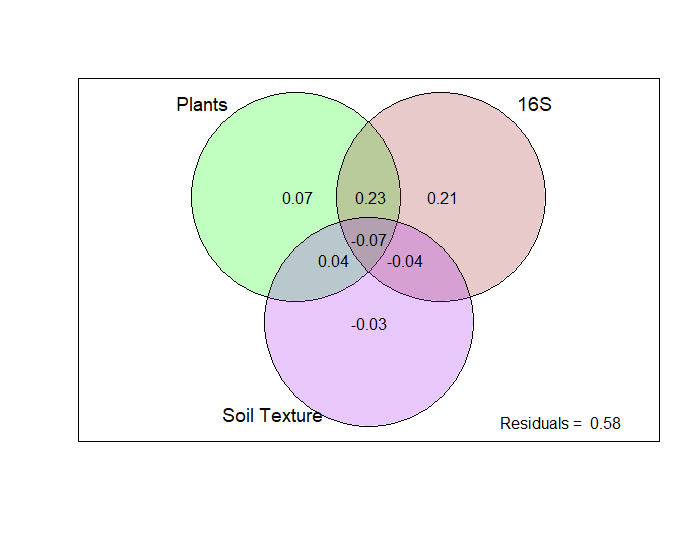 Plants
16S
0.07
0.23
0.21
-0.07
0.04
-0.04
-0.03
Soil Texture
Residuals = 0.58